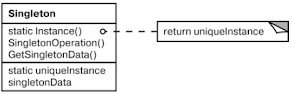 Singleton
static Instance()
SingletonOperation()
GetSingletonData()
return uniqueInstance
static uniqueInstance
singletonData